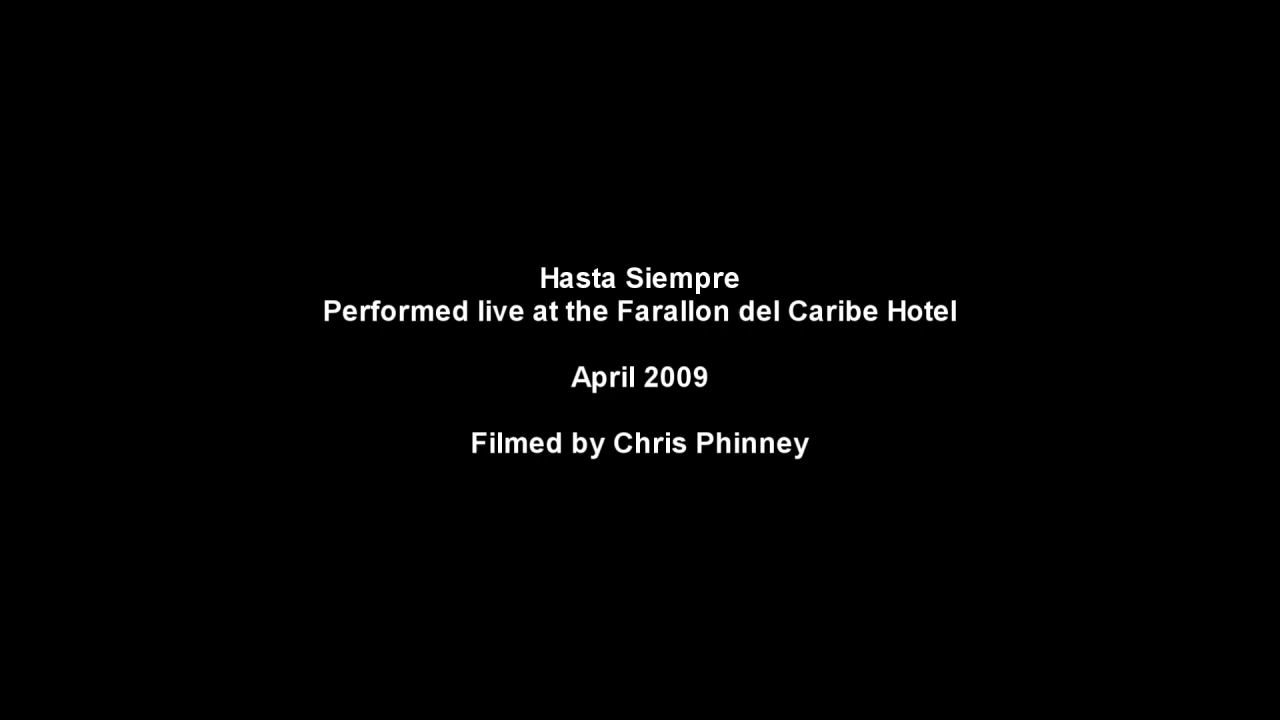 Hasta Siempre
Performed live at the Farallon del Caribe Hotel
April 2009
Filmed by Chris Phinney